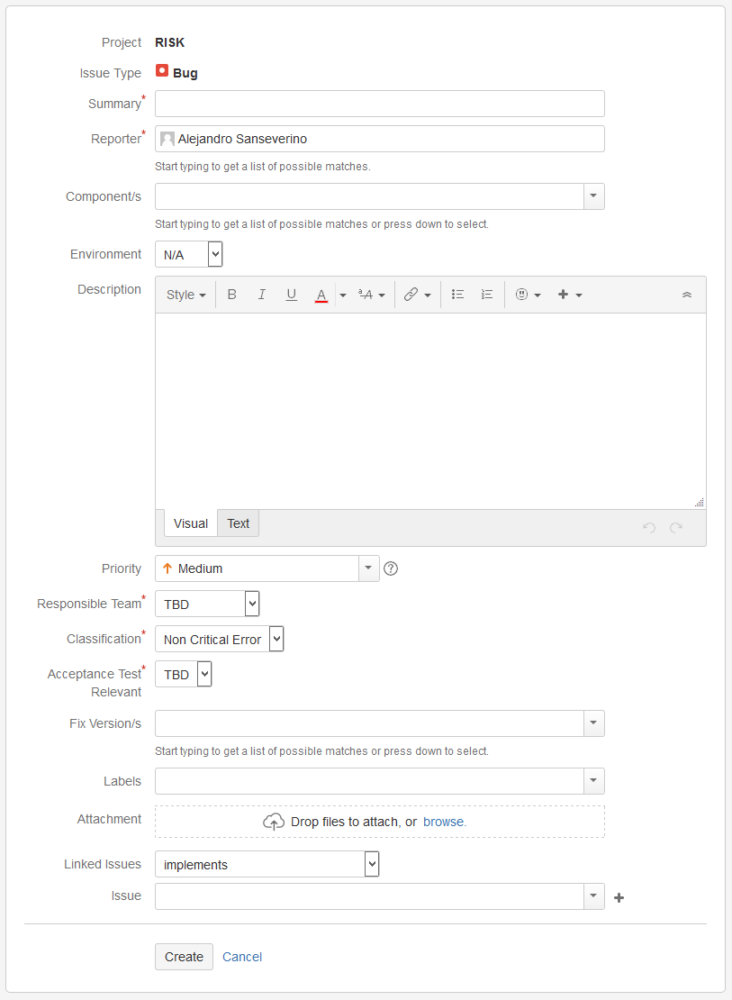 Project RISK
Issue Type Bug
Summary*
Reporter* Alejandro Sanseverino
Start typing to get a list of possible matches.
Component/s
Start typing to get a list of possible matches or press down to select.
Environment N/A
Description Style B I U A ªA
Visual Text
Priority Medium ?
Responsible Team* TBD
Classification* Non Critical Error
Acceptance Test* TBD
Relevant
Fix Version/s
Start typing to get a list of possible matches or press down to select.
Labels
Attachment Drop files to attach, or browse.
Linked Issues implements
Issue
Create Cancel